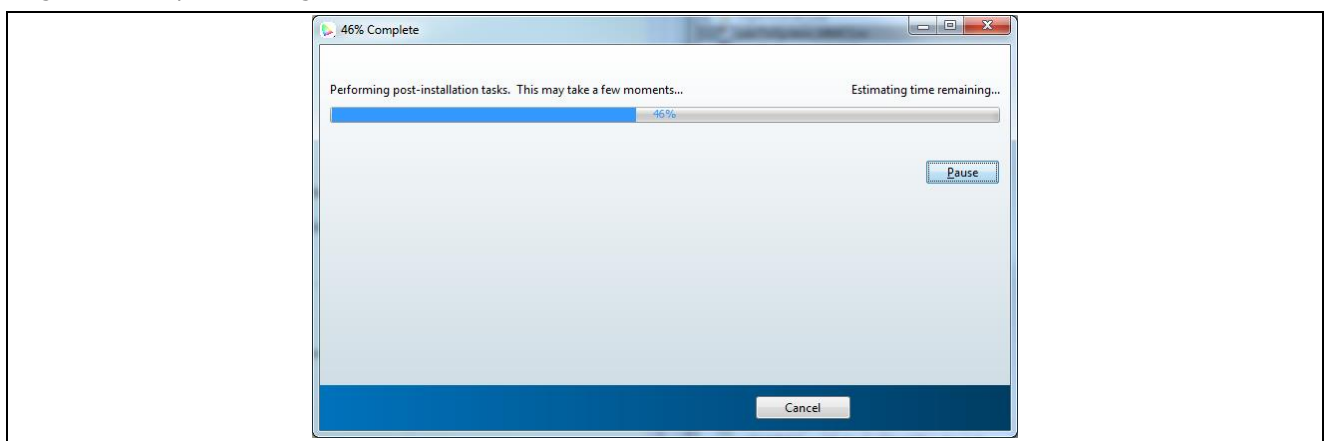 46% Complete
Performing post-installation tasks. This may take a few moments...
Estimating time remaining...
46%
Pause
Cancel